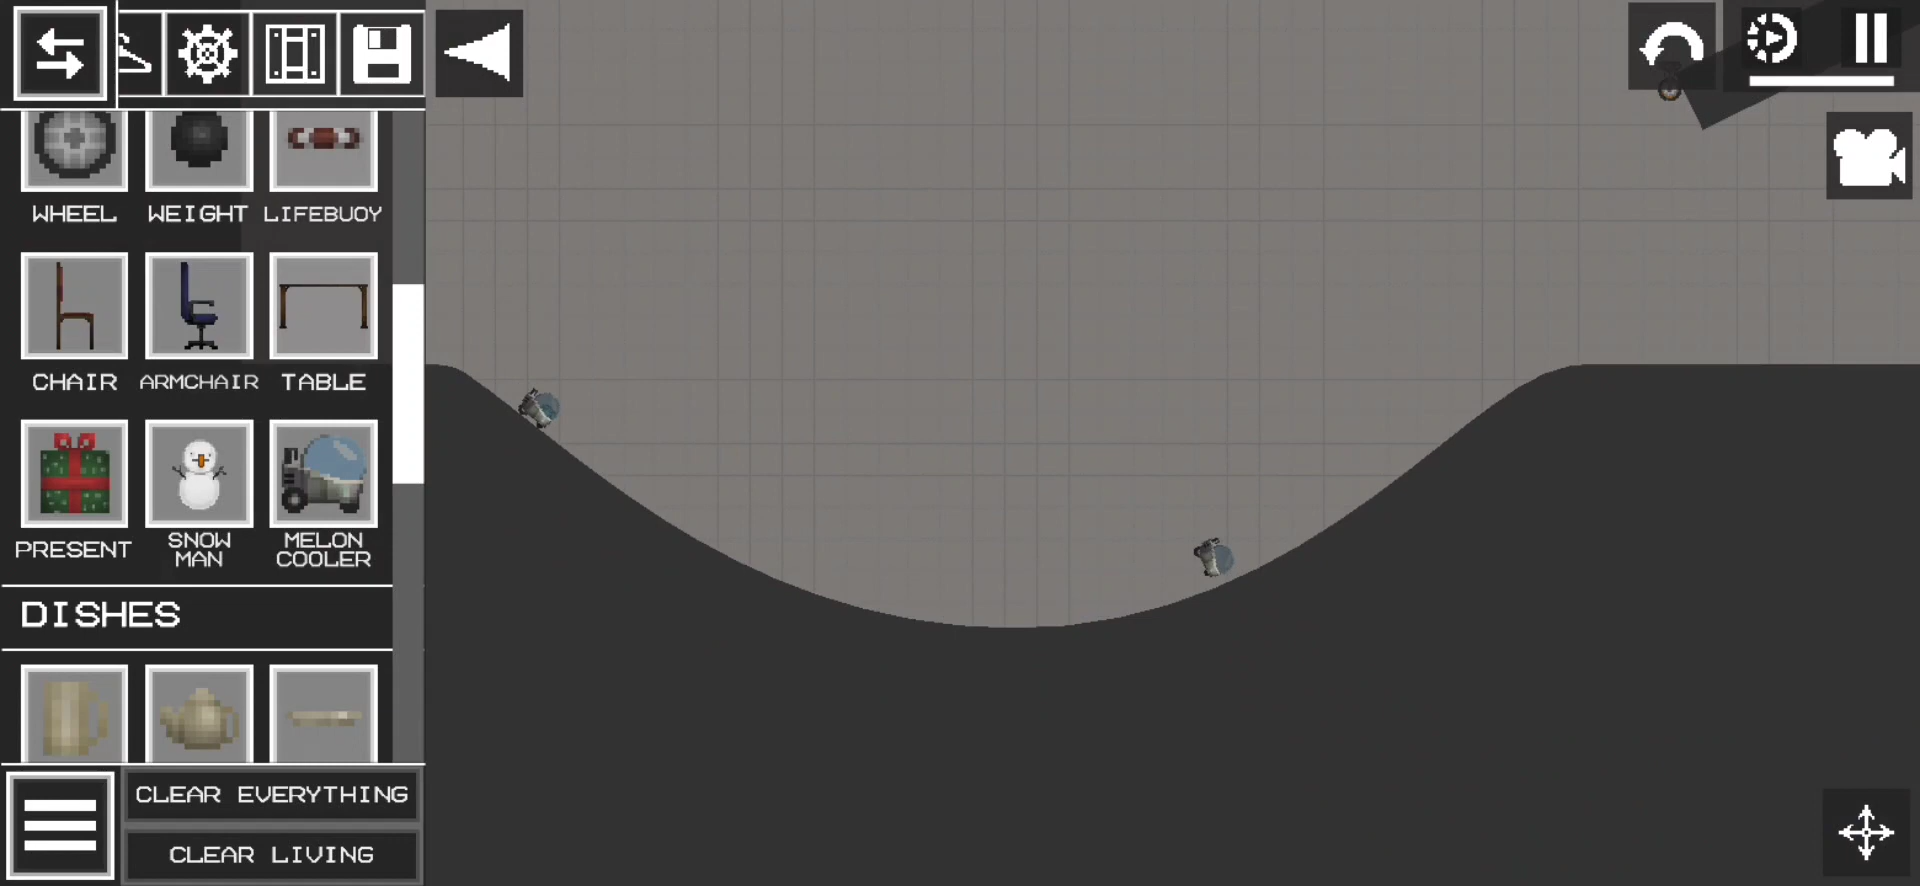 WHEEL WEIGHT LIFEBUOY
CHAIR ARMCHAIR TABLE
PRESENT SNOW MAN MELON COOLER
DISHES
CLEAR EVERYTHING
CLEAR LIVING